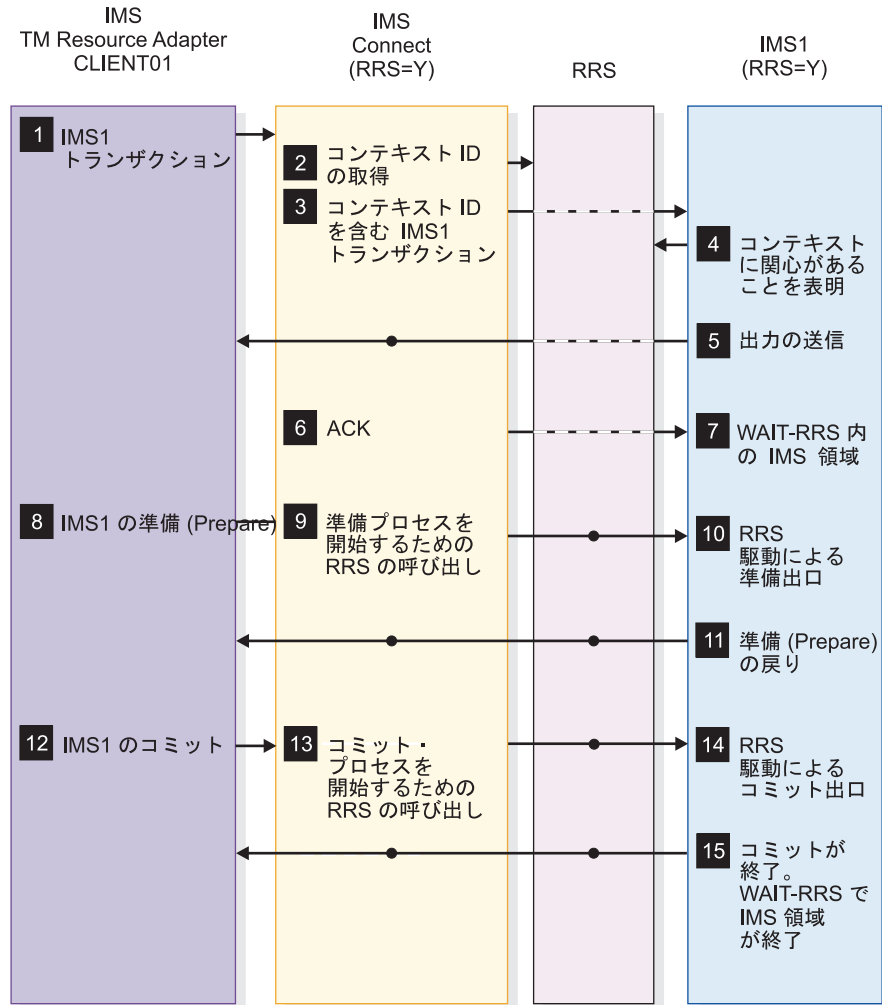 IMS
TM Resource Adapter
CLIENT01
IMS
Connect
(RRS=Y)
RRS
IMS1
(RRS=Y)
1 IMS1
トランザクション
2 コンテキスト ID
の取得
3 コンテキスト ID
を含む IMS1
トランザクション
4 コンテキスト
に関心がある
ことを表明
5 出力の送信
6 ACK
7 WAIT-RRS 内
の IMS 領域
8 IMS1 の準備 (Prepare)
9 準備プロセスを
開始するための
RRS の呼び出し
10 RRS
駆動による
準備出口
11 準備 (Prepare)
の戻り
12 IMS1 のコミット
13 コミット・
プロセスを
開始するための
RRS の呼び出し
14 RRS
駆動による
コミット出口
15 コミットが
終了。
WAIT-RRS で
IMS 領域
が終了